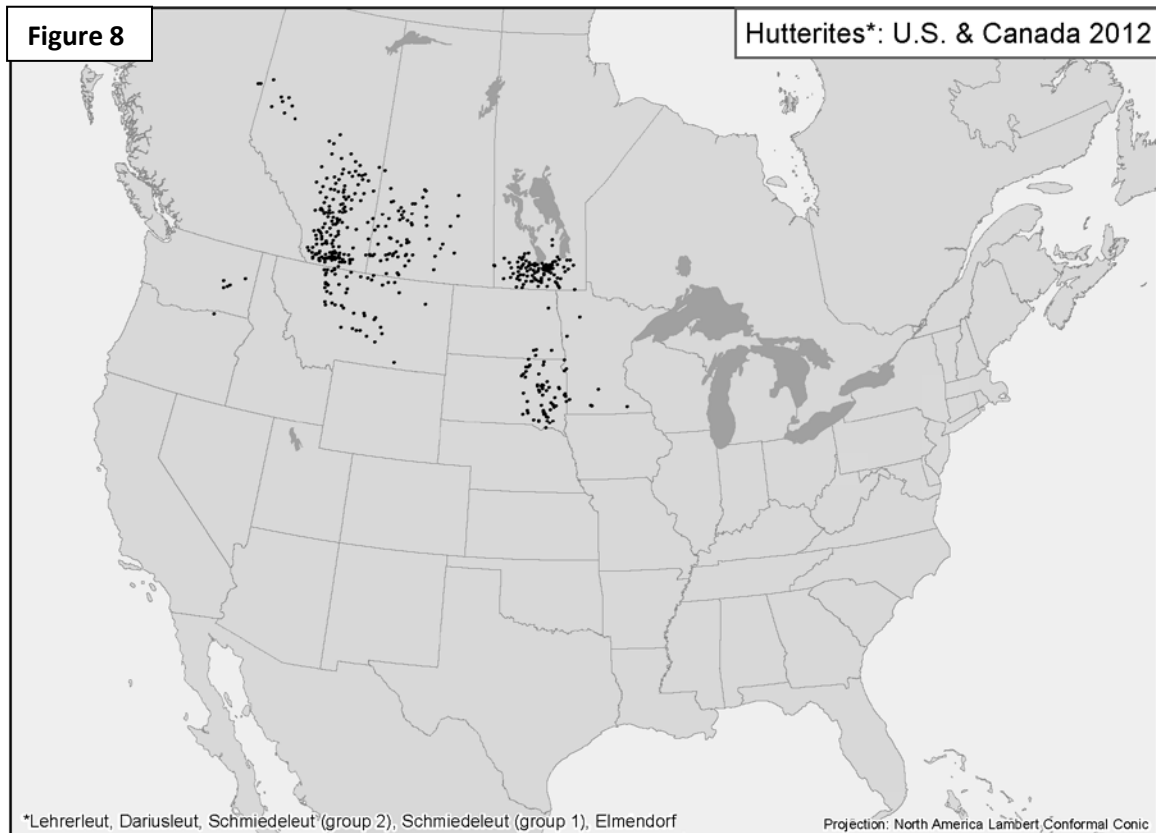 Figure 8
Hutterites*: U.S. & Canada 2012
*Lehrerleut, Dariusleut, Schmiedeleut (group 2), Schmiedeleut (group 1), Elmendorf
Projection: North America Lambert Conformal Conic